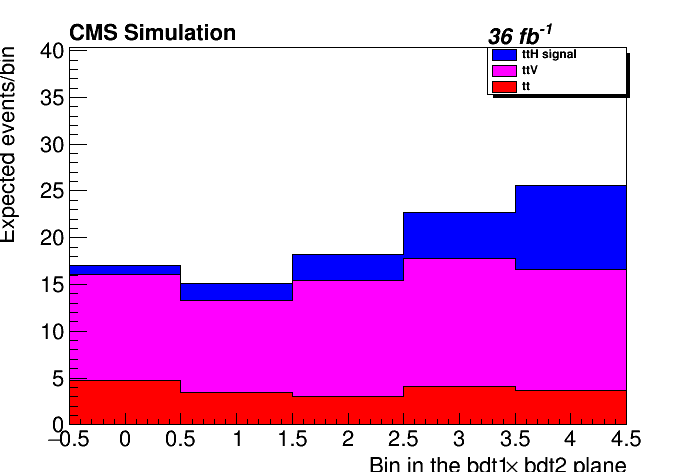 CMS Simulation
36 fb-1
ttH signal
ttV
tt
Expected events/bin
40
35
30
25
20
15
10
5
0
−0.5 0 0.5 1 1.5 2 2.5 3 3.5 4 4.5
Bin in the bdt1× bdt2 plane